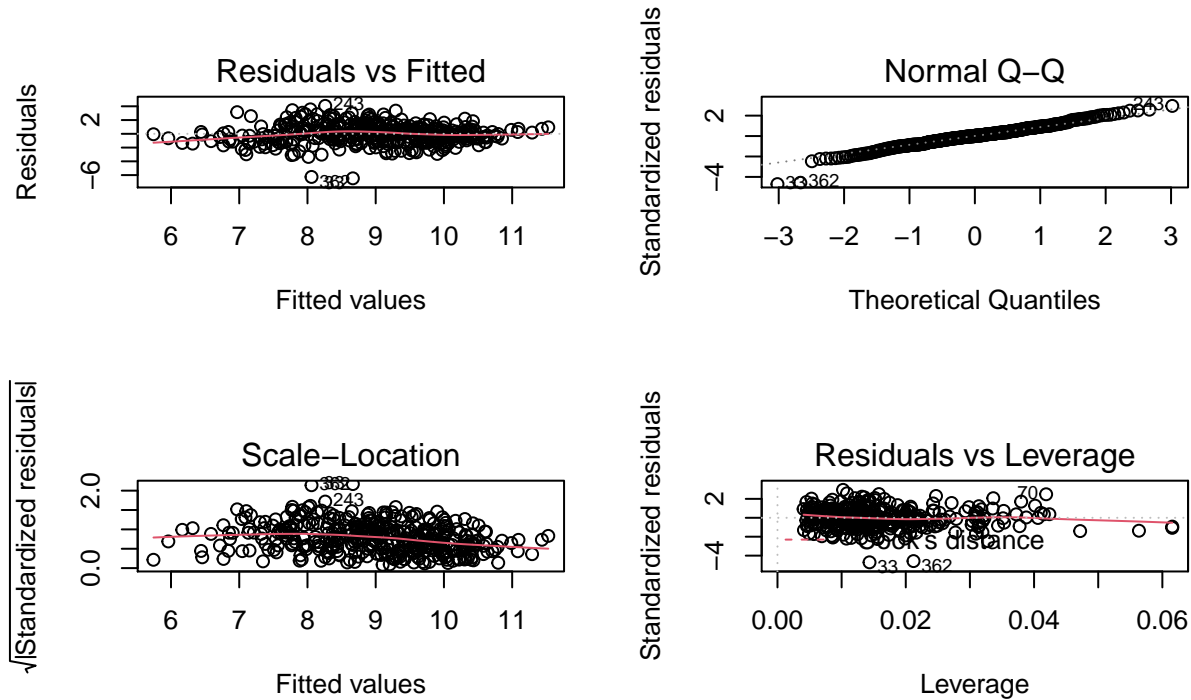 Residuals vs Fitted
Residuals
2
−6
243
362
6 7 8 9 10 11
Fitted values
Normal Q−Q
Standardized residuals
2
−4
243
33
362
−3 −2 −1 0 1 2 3
Theoretical Quantiles
Scale−Location
√|Standardized residuals|
2.0
0.0
362
243
6 7 8 9 10 11
Fitted values
Residuals vs Leverage
Standardized residuals
2
−4
70
Cook's distance
33
362
0.00 0.02 0.04 0.06
Leverage